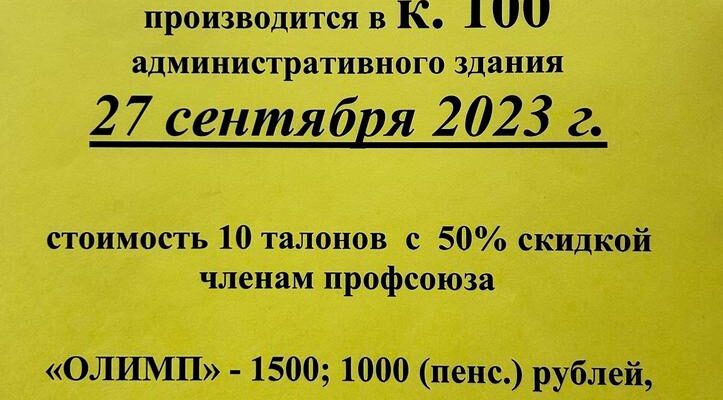 производится в к. 100
административного здания
27 сентября 2023 г.
стоимость 10 талонов с 50% скидкой
членам профсоюза
«ОЛИМП» - 1500; 1000 (пенс.) рублей,